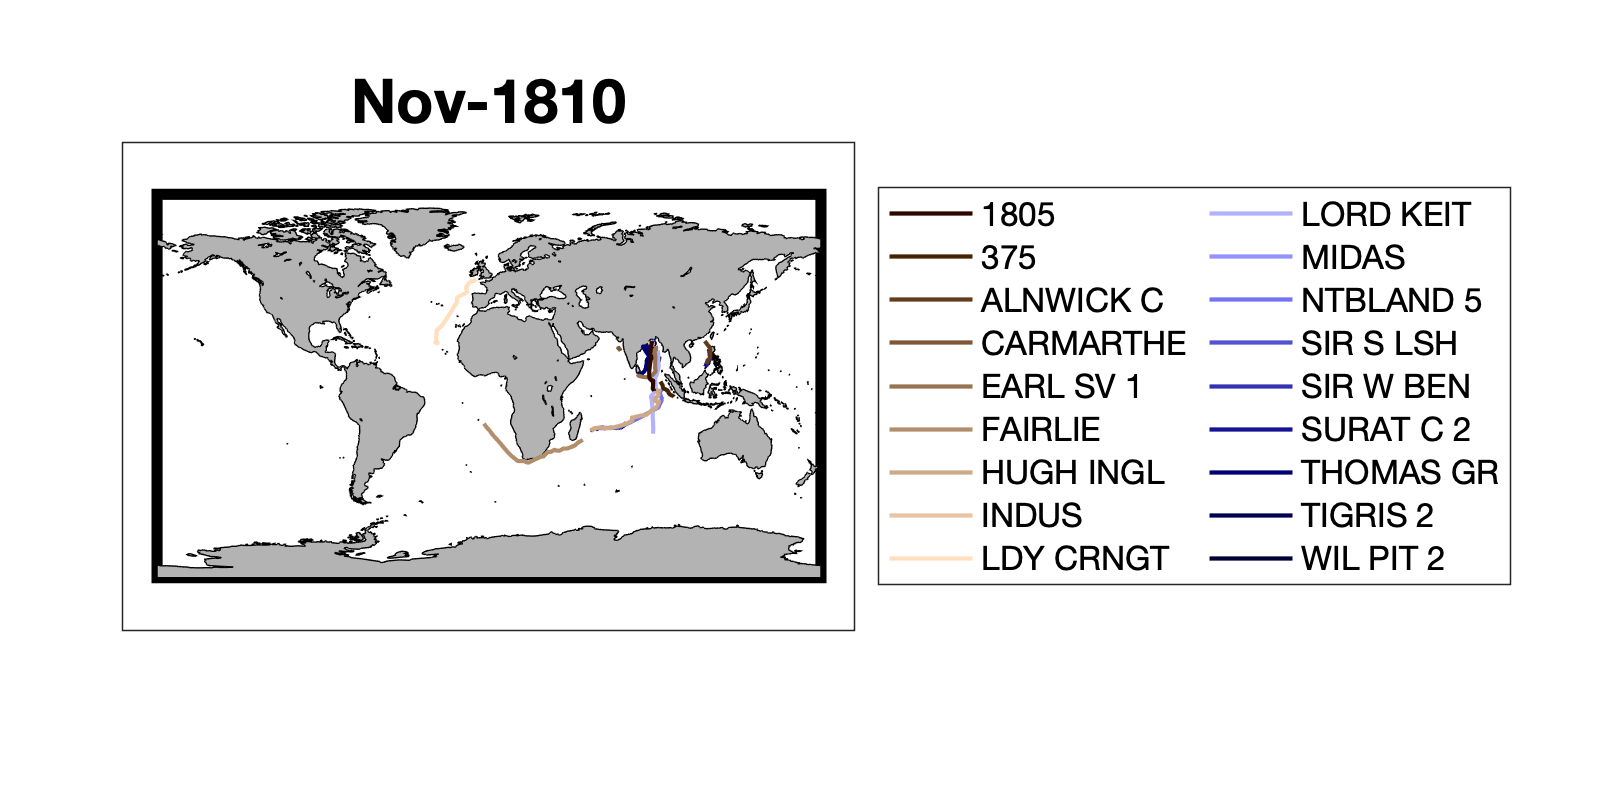 Nov-1810
1805
375
ALNWICK C
CARMARTHE
EARL SV 1
FAIRLIE
HUGH INGL
INDUS
LDY CRNGT
LORD KEIT
MIDAS
NTBLAND 5
SIR S LSH
SIR W BEN
SURAT C 2
THOMAS GR
TIGRIS 2
WIL PIT 2